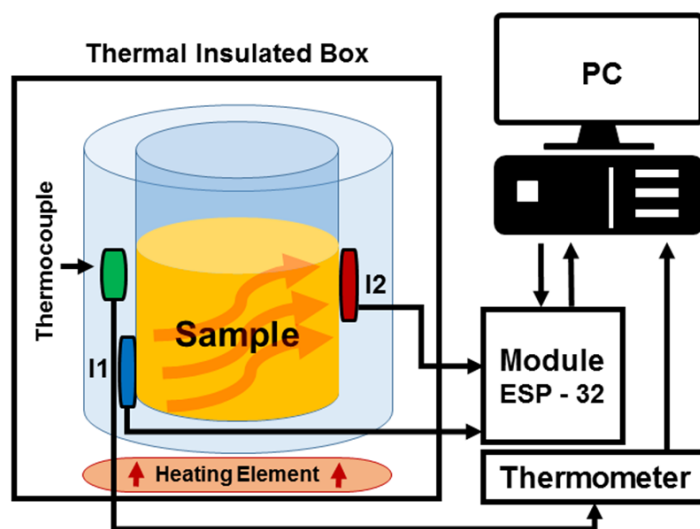 Thermal Insulated Box
PC
Thermocouple
I2
Sample
I1
Module
ESP - 32
Heating Element
Thermometer